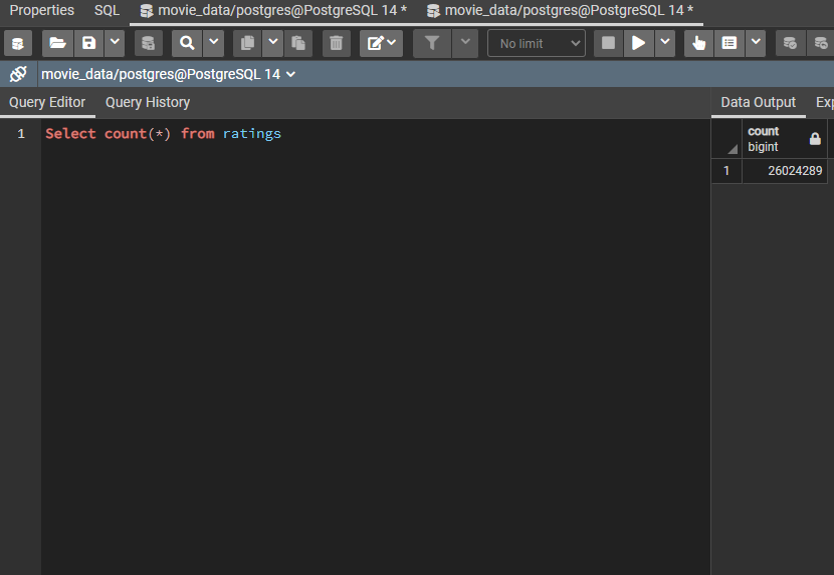 Properties SQL movie_data/postgres@PostgreSQL 14 * movie_data/postgres@PostgreSQL 14 *
No limit
movie_data/postgres@PostgreSQL 14
Query Editor Query History
Data Output Exp
1 Select count(*) from ratings
count
bigint
1 26024289